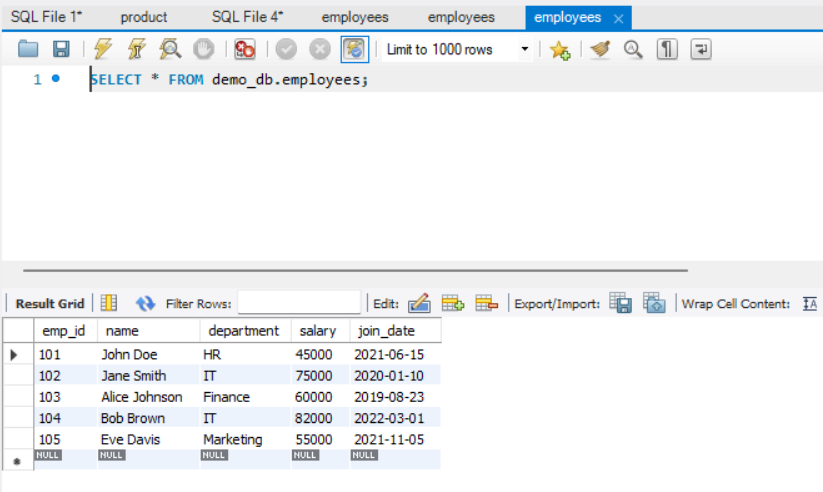 SQL File 1* product SQL File 4* employees employees employees ×
Limit to 1000 rows
1 SELECT * FROM demo_db.employees;
Result Grid Filter Rows: Edit: Export/Import: Wrap Cell Content: IA
emp_id name department salary join_date
101 John Doe HR 45000 2021-06-15
102 Jane Smith IT 75000 2020-01-10
103 Alice Johnson Finance 60000 2019-08-23
104 Bob Brown IT 82000 2022-03-01
105 Eve Davis Marketing 55000 2021-11-05
NULL NULL NULL NULL NULL